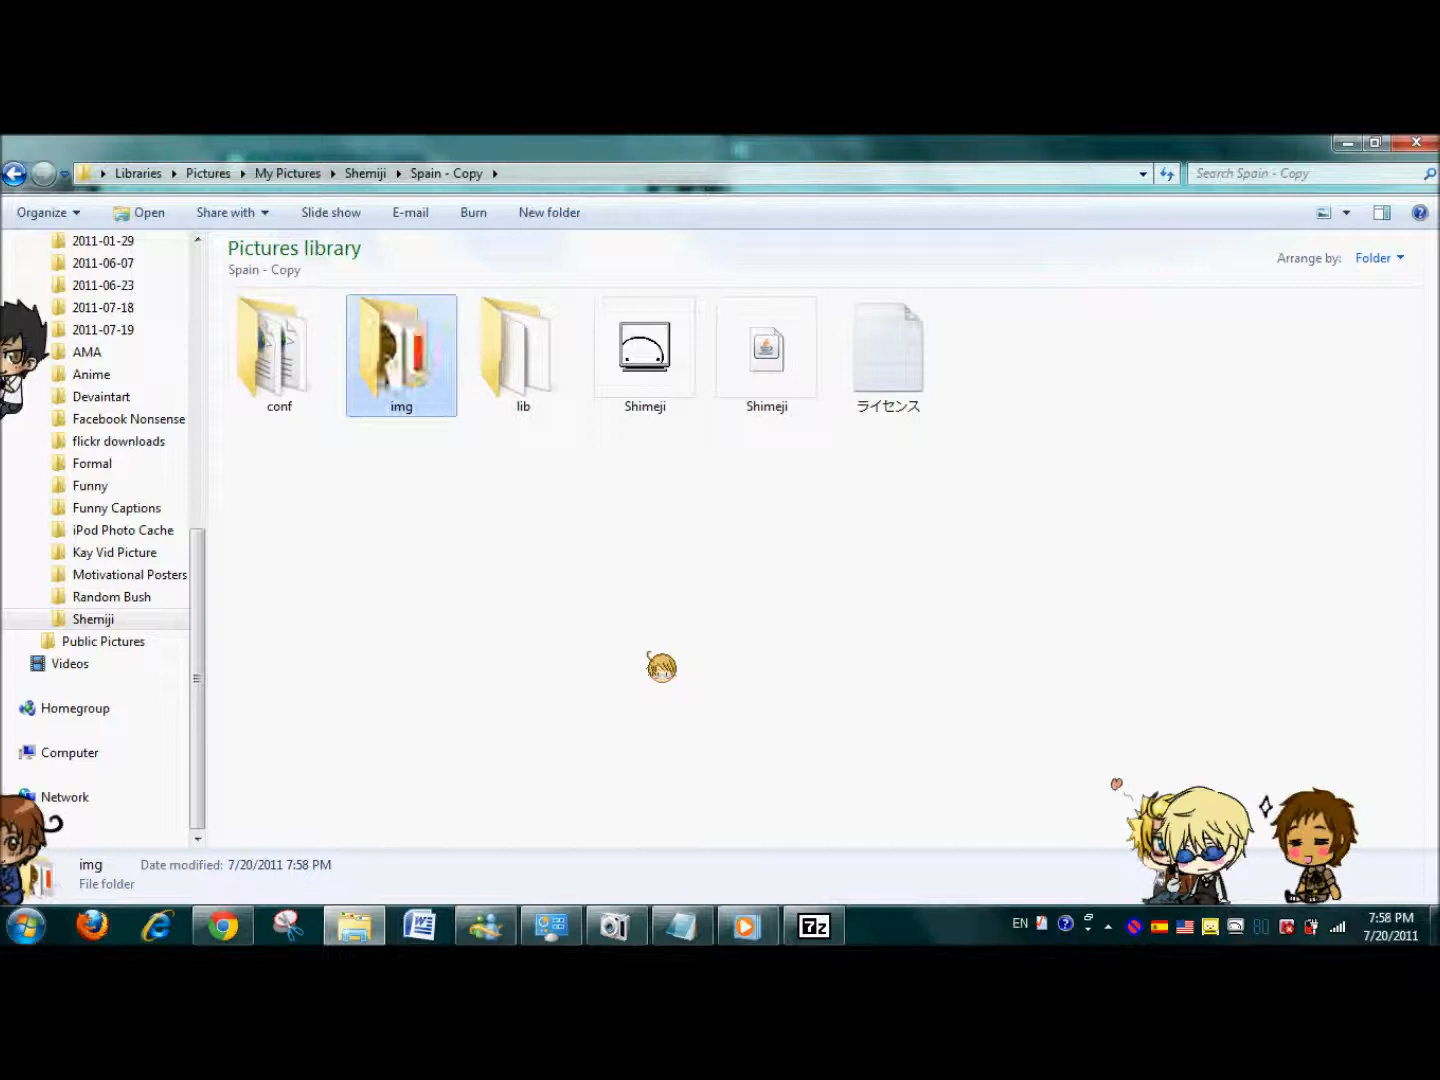 Libraries Pictures My Pictures Shemiji Spain - Copy
Search Spain - Copy
Organize Open Share with Slide show E-mail Burn New folder
2011-01-29
2011-06-07
2011-06-23
2011-07-18
2011-07-19
AMA
Anime
Devaintart
Facebook Nonsense
flickr downloads
Formal
Funny
Funny Captions
iPod Photo Cache
Kay Vid Picture
Motivational Posters
Random Bush
Shemiji
Public Pictures
Videos
Homegroup
Computer
Network
Pictures library
Spain - Copy
Arrange by: Folder
conf
img
lib
Shimeji
Shimeji
ライセンス
img Date modified: 7/20/2011 7:58 PM
File folder
7z
EN
7:58 PM
7/20/2011